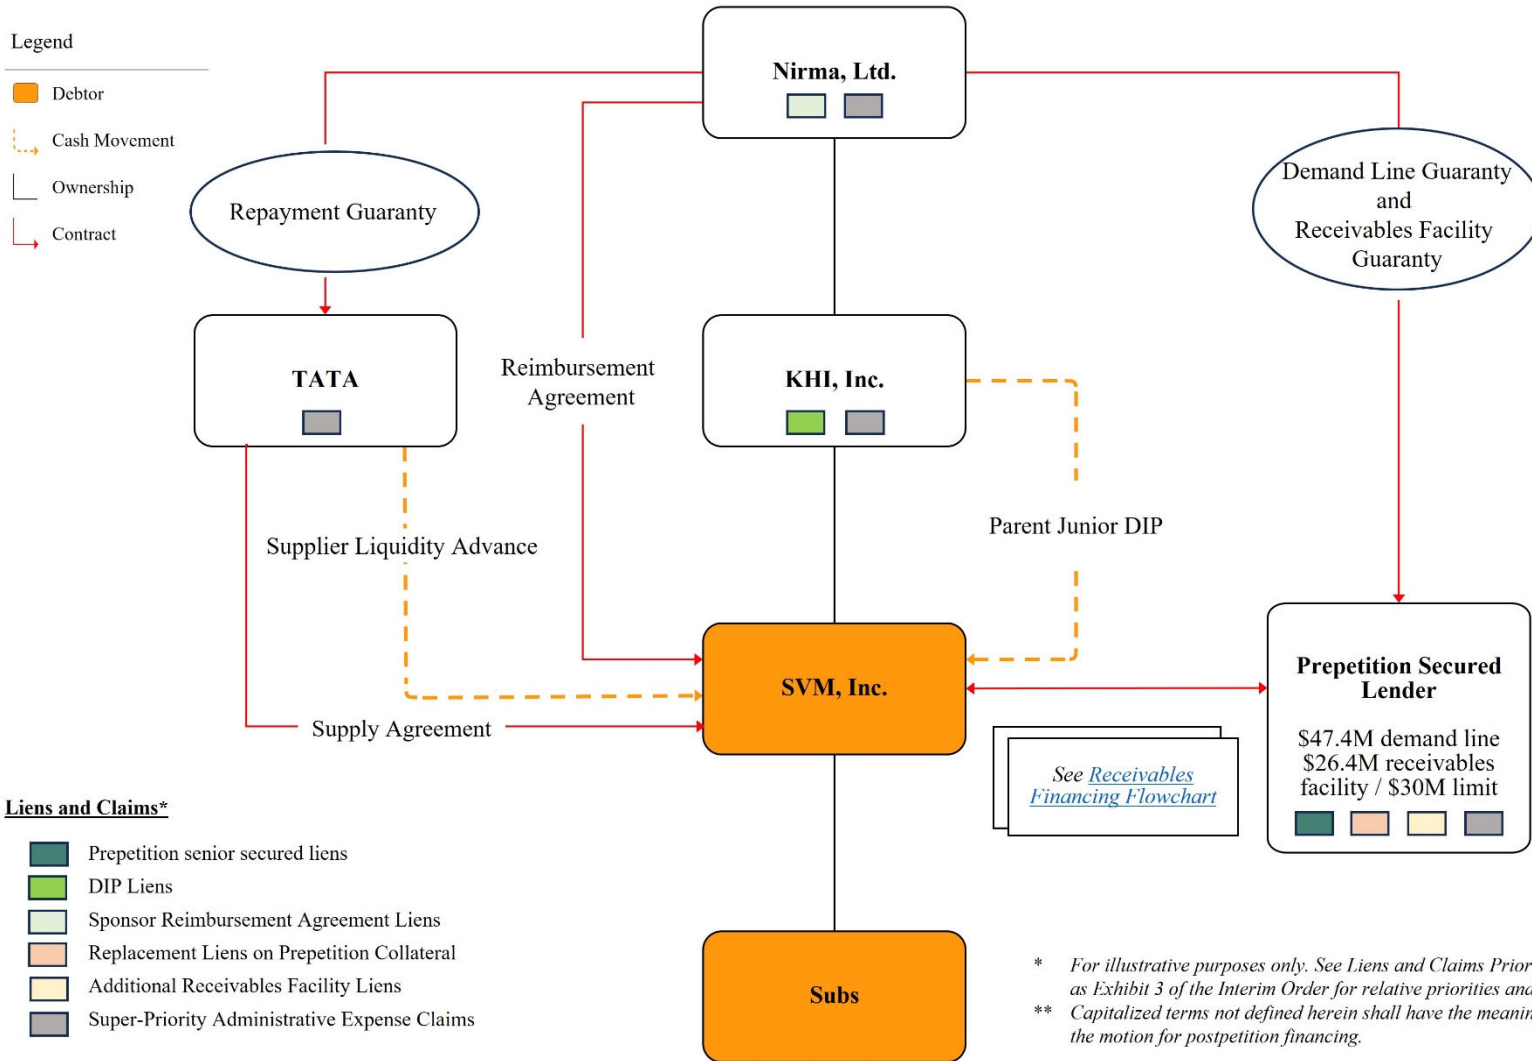 Legend
Debtor
Cash Movement
Ownership
Contract
Nirma, Ltd.
Repayment Guaranty
Demand Line Guaranty
and
Receivables Facility
Guaranty
TATA
Reimbursement
Agreement
KHI, Inc.
Supplier Liquidity Advance
Parent Junior DIP
SVM, Inc.
Supply Agreement
Prepetition Secured
Lender
$47.4M demand line
$26.4M receivables
facility / $30M limit
See Receivables
Financing Flowchart
Liens and Claims*
Prepetition senior secured liens
DIP Liens
Sponsor Reimbursement Agreement Liens
Replacement Liens on Prepetition Collateral
Additional Receivables Facility Liens
Super-Priority Administrative Expense Claims
Subs
* For illustrative purposes only. See Liens and Claims
as Exhibit 3 of the Interim Order for relative priorities and
** Capitalized terms not defined herein shall have the
the motion for postpetition financing.